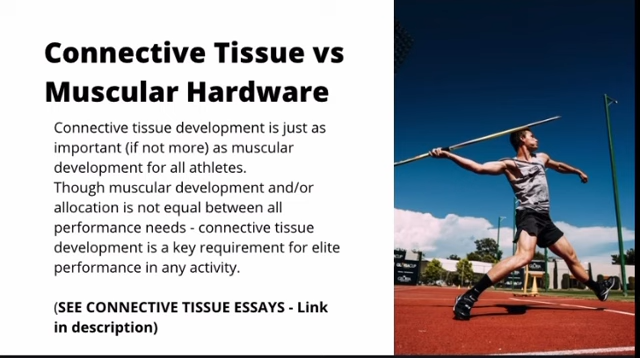 Connective Tissue vs
Muscular Hardware
Connective tissue development is just as
important (if not more) as muscular
development for all athletes.
Though muscular development and/or
allocation is not equal between all
performance needs - connective tissue
development is a key requirement for elite
performance in any activity.
(SEE CONNECTIVE TISSUE ESSAYS - Link
in description)